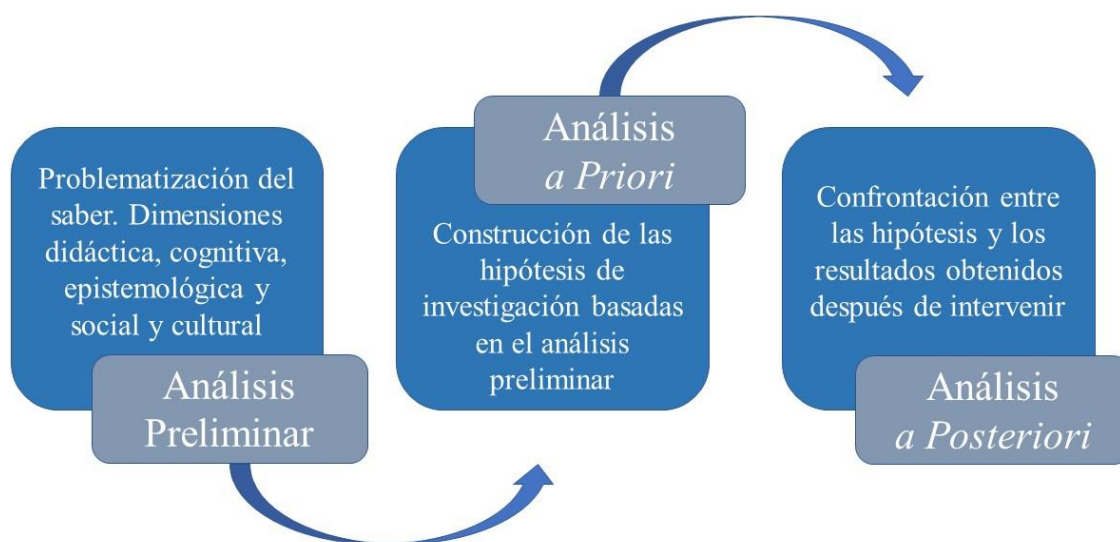 Problematización del
saber. Dimensiones
didáctica, cognitiva,
epistemológica y
social y cultural
Análisis
Preliminar
Análisis
a Priori
Construcción de las
hipótesis de
investigación basadas
en el análisis
preliminar
Confrontación entre
las hipótesis y los
resultados obtenidos
después de intervenir
Análisis
a Posteriori